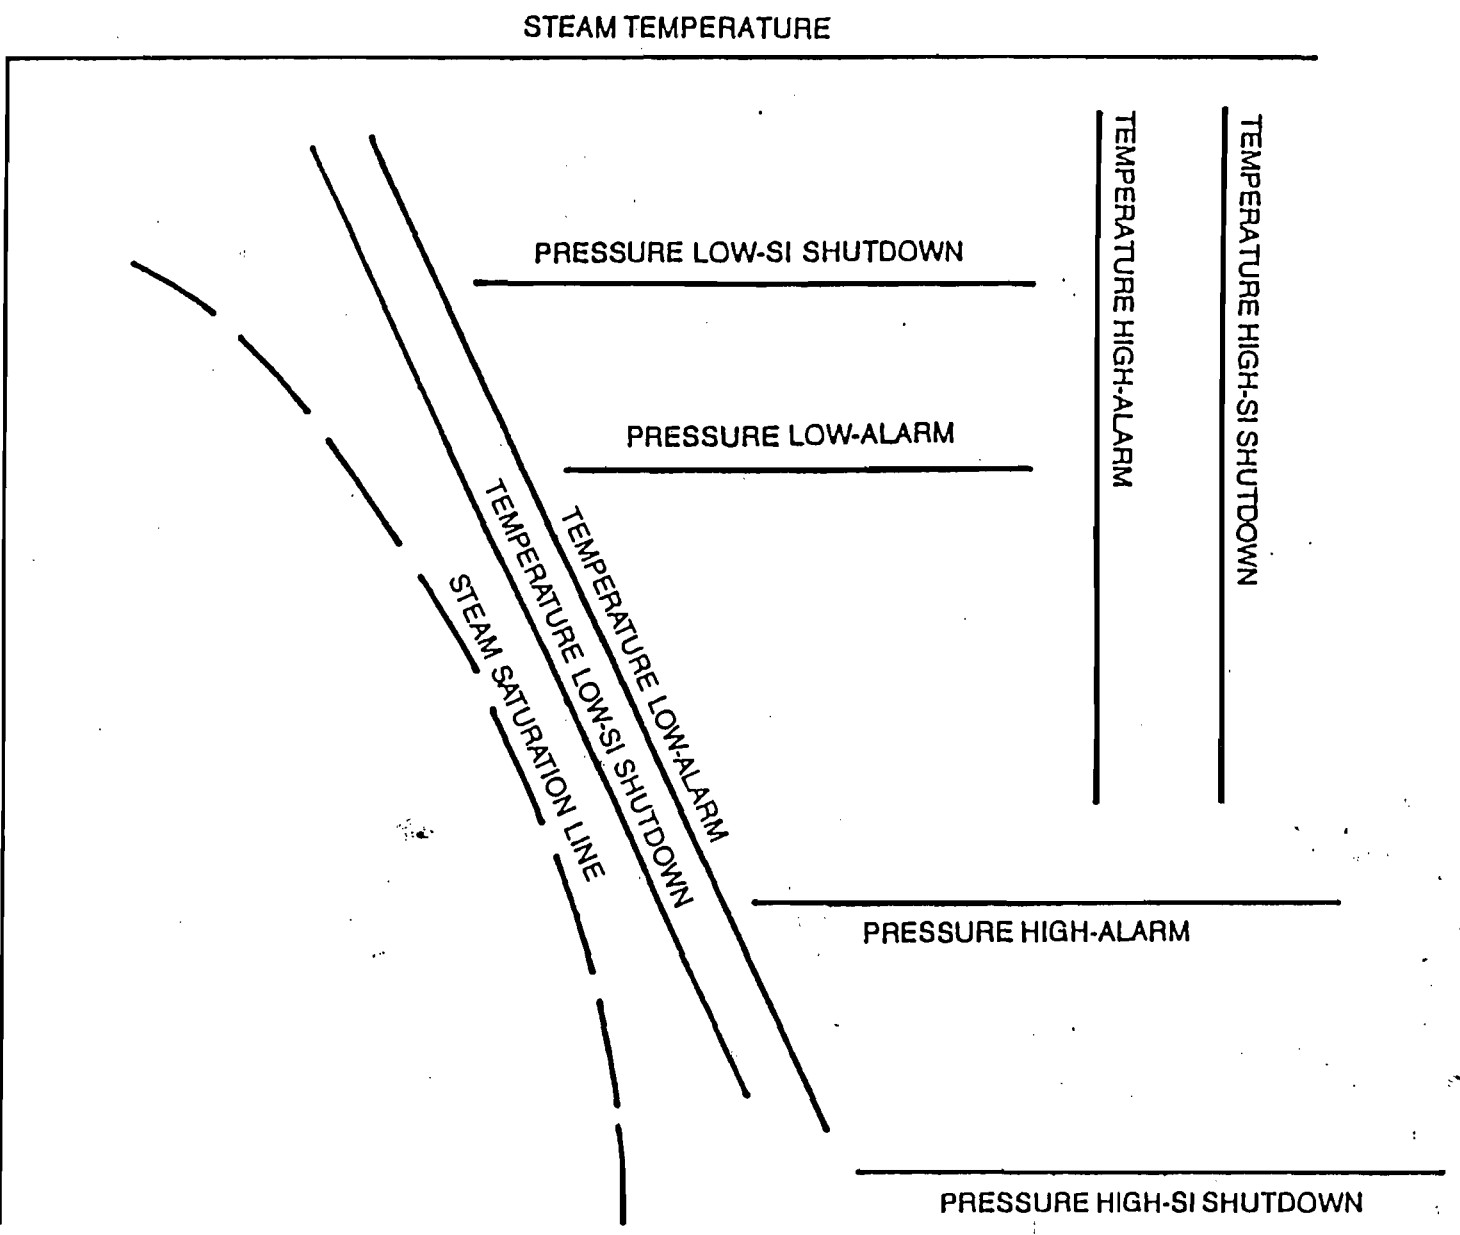 STEAM TEMPERATURE
TEMPERATURE HIGH-ALARM
TEMPERATURE HIGH-SI SHUTDOWN
PRESSURE LOW-SI SHUTDOWN
PRESSURE LOW-ALARM
TEMPERATURE LOW-SI SHUTDOWN
TEMPERATURE LOW-ALARM
STEAM SATURATION LINE
PRESSURE HIGH-ALARM
PRESSURE HIGH-SI SHUTDOWN